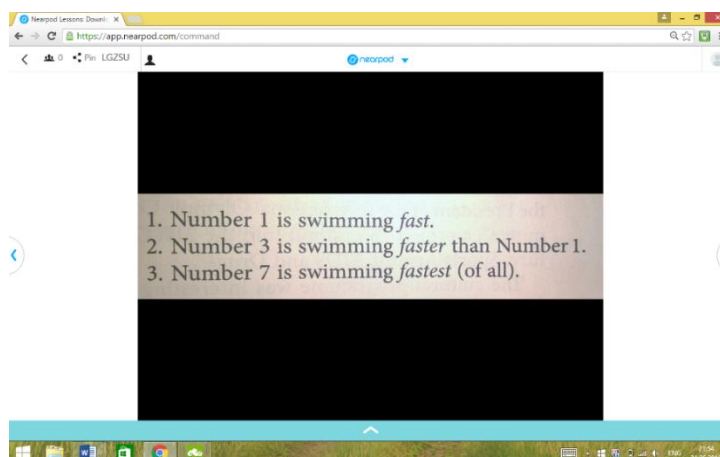 Nearpod Lessons: Downl
https://app.nearpod.com/command
0 Pin LGZSU
nearpod
1. Number 1 is swimming fast.
2. Number 3 is swimming faster than Number 1.
3. Number 7 is swimming fastest (of all).
ENG